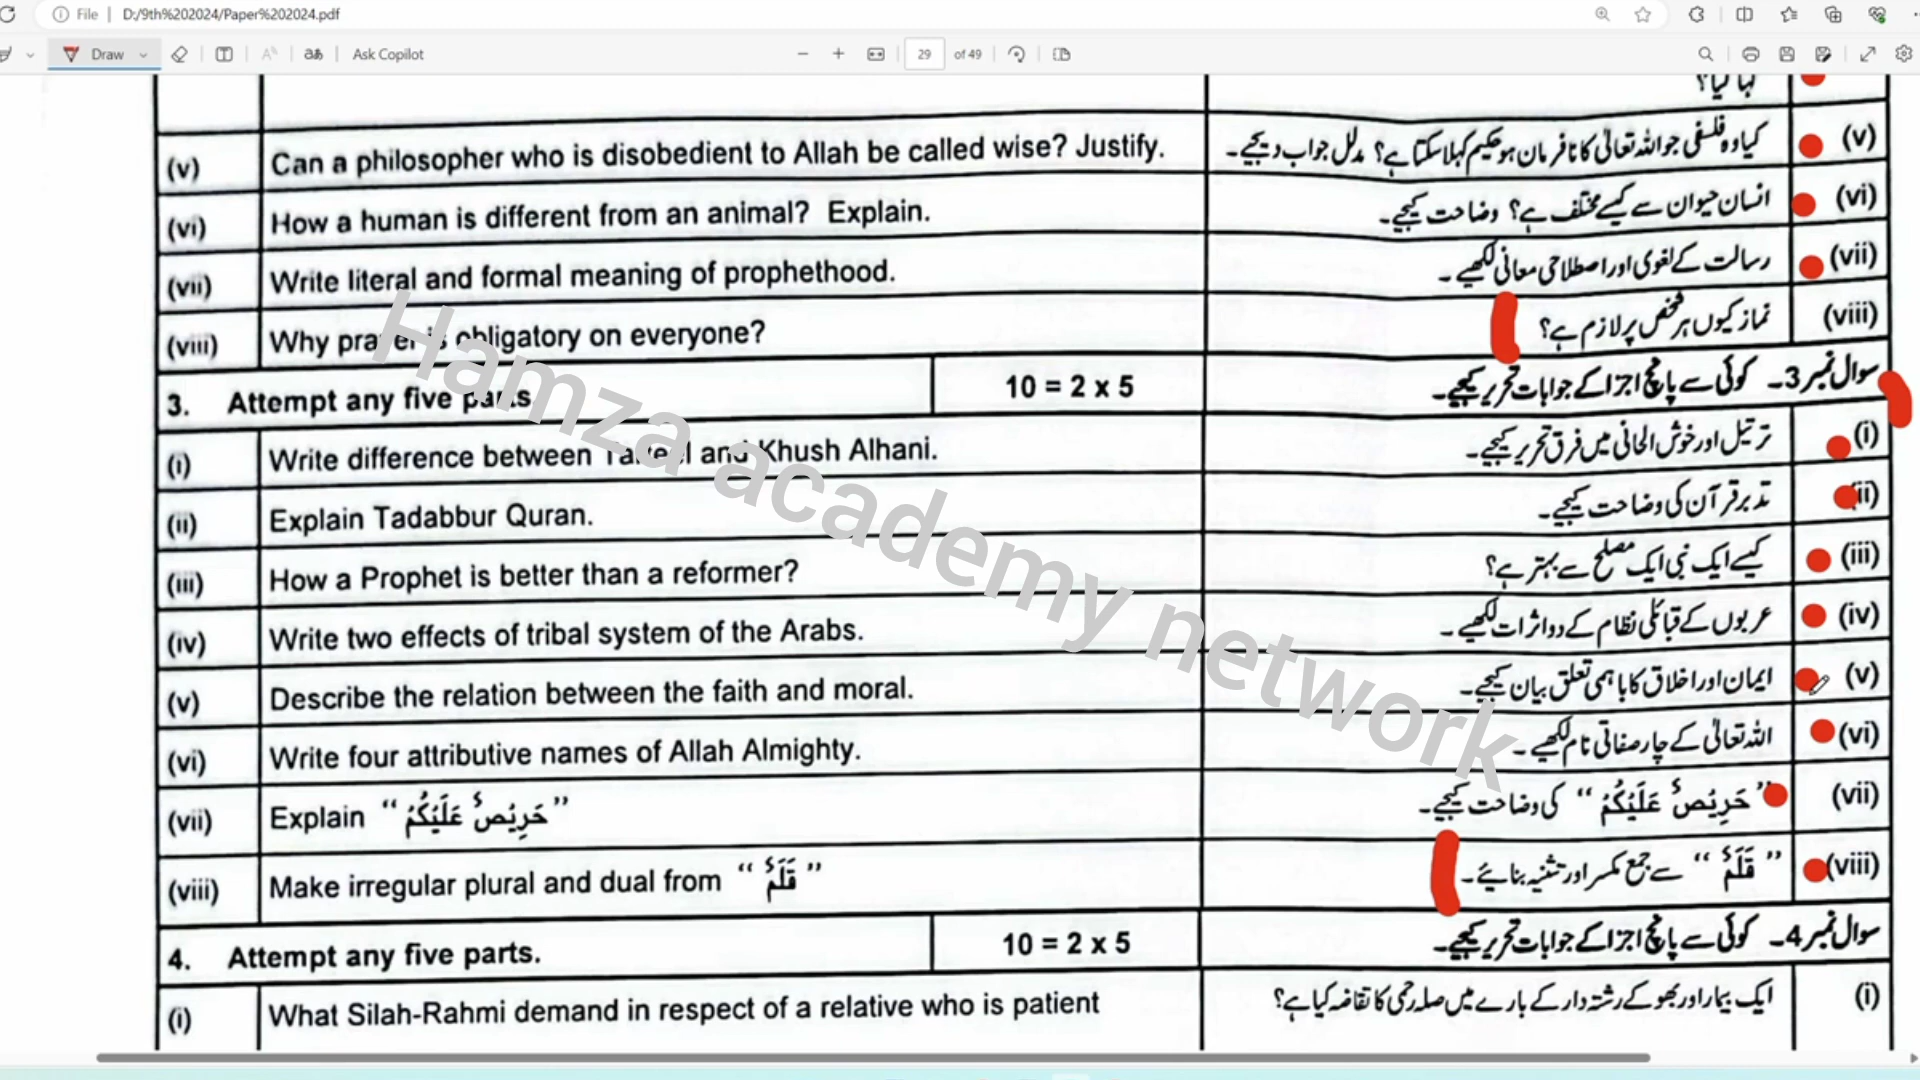 File D:/9th%202024/Paper%202024.pdf
Draw Ask Copilot 29 of 49
کہا گیا؟
(v) Can a philosopher who is disobedient to Allah be called wise? Justify. کیا وہ فلسفی جو اللہ تعالیٰ کا نافرمان ہو حکیم کہلا سکتا ہے؟ مدلل جواب دیجیے۔ (v)
(vi) How a human is different from an animal? Explain. انسان حیوان سے کیسے مختلف ہے؟ وضاحت کیجیے۔ (vi)
(vii) Write literal and formal meaning of prophethood. رسالت کے لغوی اور اصطلاحی معانی لکھیے۔ (vii)
(viii) Why prayer is obligatory on everyone? نماز کیوں ہر شخص پر لازم ہے؟ (viii)
3. Attempt any five parts. 10 = 2 x 5 سوال نمبر 3۔ کوئی سے پانچ اجزا کے جوابات تحریر کیجیے۔
(i) Write difference between Tarteel and Khush Alhani. ترتیل اور خوش الحانی میں فرق تحریر کیجیے۔ (i)
(ii) Explain Tadabbur Quran. تدبر قرآن کی وضاحت کیجیے۔ (ii)
(iii) How a Prophet is better than a reformer? کیسے ایک نبی ایک مصلح سے بہتر ہے؟ (iii)
(iv) Write two effects of tribal system of the Arabs. عربوں کے قبائلی نظام کے دو اثرات لکھیے۔ (iv)
(v) Describe the relation between the faith and moral. ایمان اور اخلاق کا باہمی تعلق بیان کیجیے۔ (v)
(vi) Write four attributive names of Allah Almighty. اللہ تعالیٰ کے چار صفاتی نام لکھیے۔ (vi)
(vii) Explain “حَرِيْصٌ عَلَيْكُمْ” “حَرِيْصٌ عَلَيْكُمْ” کی وضاحت کیجیے۔ (vii)
(viii) Make irregular plural and dual from “قَلَمٌ” “قَلَمٌ” سے جمع مکسر اور تثنیہ بنائیے۔ (viii)
4. Attempt any five parts. 10 = 2 x 5 سوال نمبر 4۔ کوئی سے پانچ اجزا کے جوابات تحریر کیجیے۔
(i) What Silah-Rahmi demand in respect of a relative who is patient ایک بیمار اور بھوکے رشتہ دار کے بارے میں صلہ رحمی کا تقاضہ کیا ہے؟ (i)
Hamza academy network